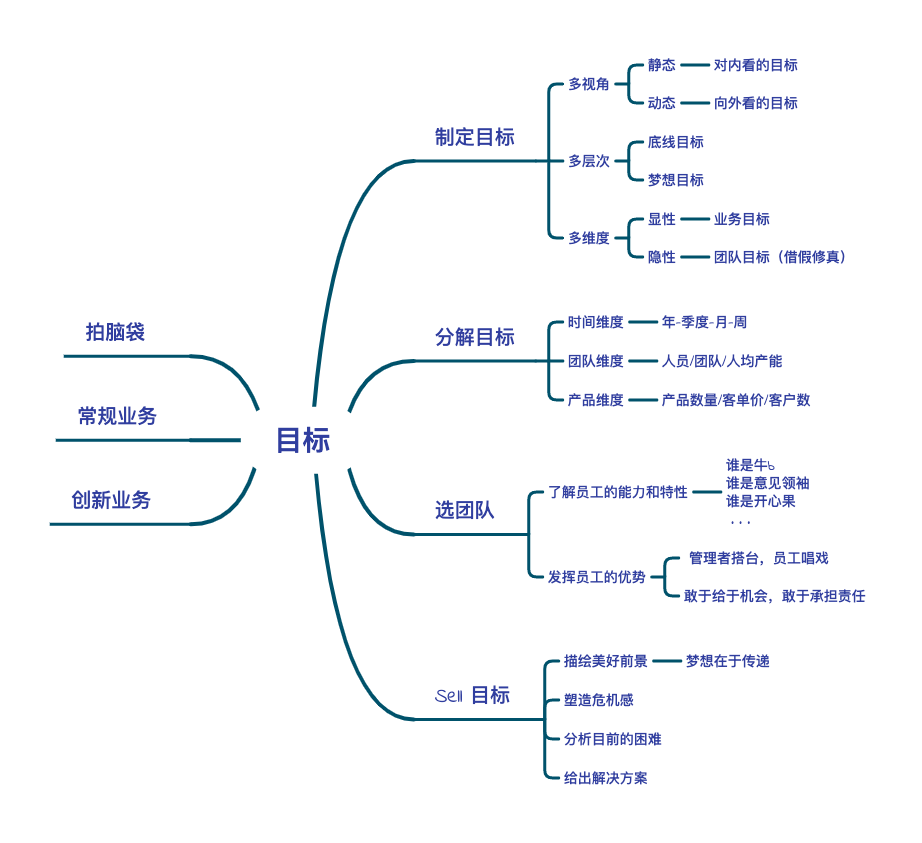 目标
拍脑袋
常规业务
创新业务
制定目标
多视角
静态
对内看的目标
动态
向外看的目标
多层次
底线目标
梦想目标
多维度
显性
业务目标
隐性
团队目标（借假修真）
分解目标
时间维度
年-季度-月-周
团队维度
人员/团队/人均产能
产品维度
产品数量/客单价/客户数
选团队
了解员工的能力和特性
谁是牛b
谁是意见领袖
谁是开心果
...
发挥员工的优势
管理者搭台，员工唱戏
敢于给于机会，敢于承担责任
Sell 目标
描绘美好前景
梦想在于传递
塑造危机感
分析目前的困难
给出解决方案